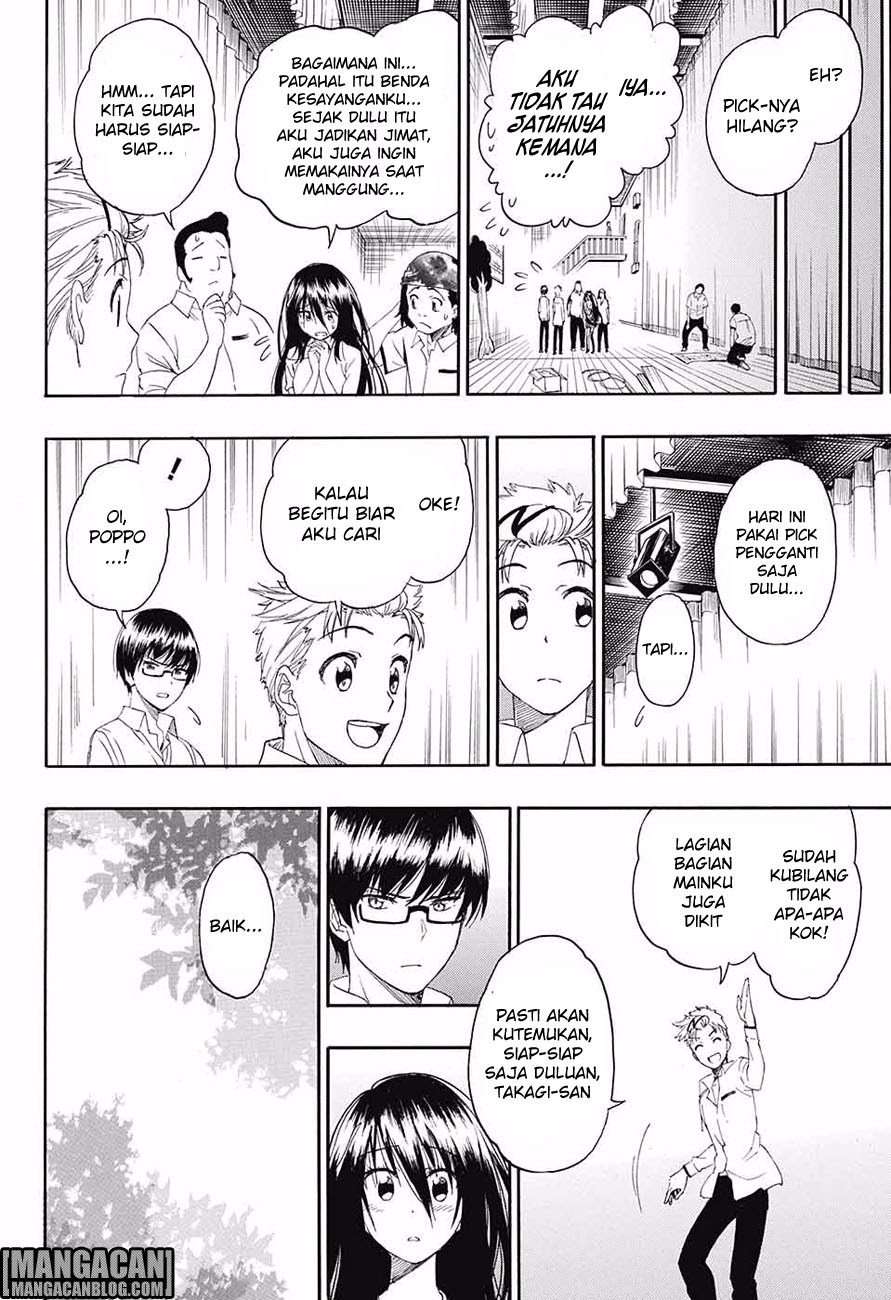 EH?
PICK-NYA
HILANG?
IYA...
AKU
TIDAK TAU
JATUHNYA
KEMANA
...!
BAGAIMANA INI...
PADAHAL ITU BENDA
KESAYANGANKU...
SEJAK DULU ITU
AKU JADIKAN JIMAT,
AKU JUGA INGIN
MEMAKAINYA SAAT
MANGGUNG...
HMM... TAPI
KITA SUDAH
HARUS SIAP-
SIAP...
HARI INI
PAKAI PICK
PENGGANTI
SAJA
DULU...
TAPI...
OKE!
KALAU
BEGITU BIAR
AKU CARI
!
OI,
POPPO
...!
SUDAH
KUBILANG
TIDAK
APA-APA
KOK!
LAGIAN
BAGIAN
MAINKU
JUGA
DIKIT
PASTI AKAN
KUTEMUKAN,
SIAP-SIAP
SAJA DULUAN,
TAKAGI-SAN
BAIK...
[MANGACAN]
MANGACANBLOG.COM